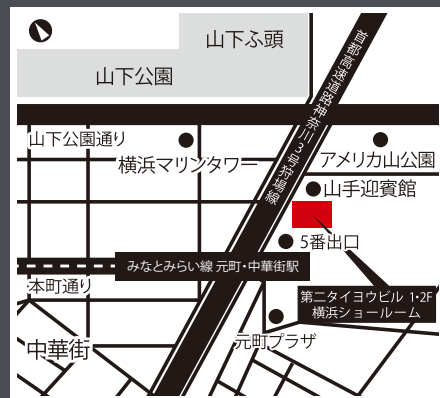 山下ふ頭
山下公園
首都高速道路神奈川3号狩場線
山下公園通り
横浜マリンタワー
アメリカ山公園
山手迎賓館
5番出口
みなとみらい線 元町・中華街駅
本町通り
第二タイヨウビル 1・2F
横浜ショールーム
元町プラザ
中華街